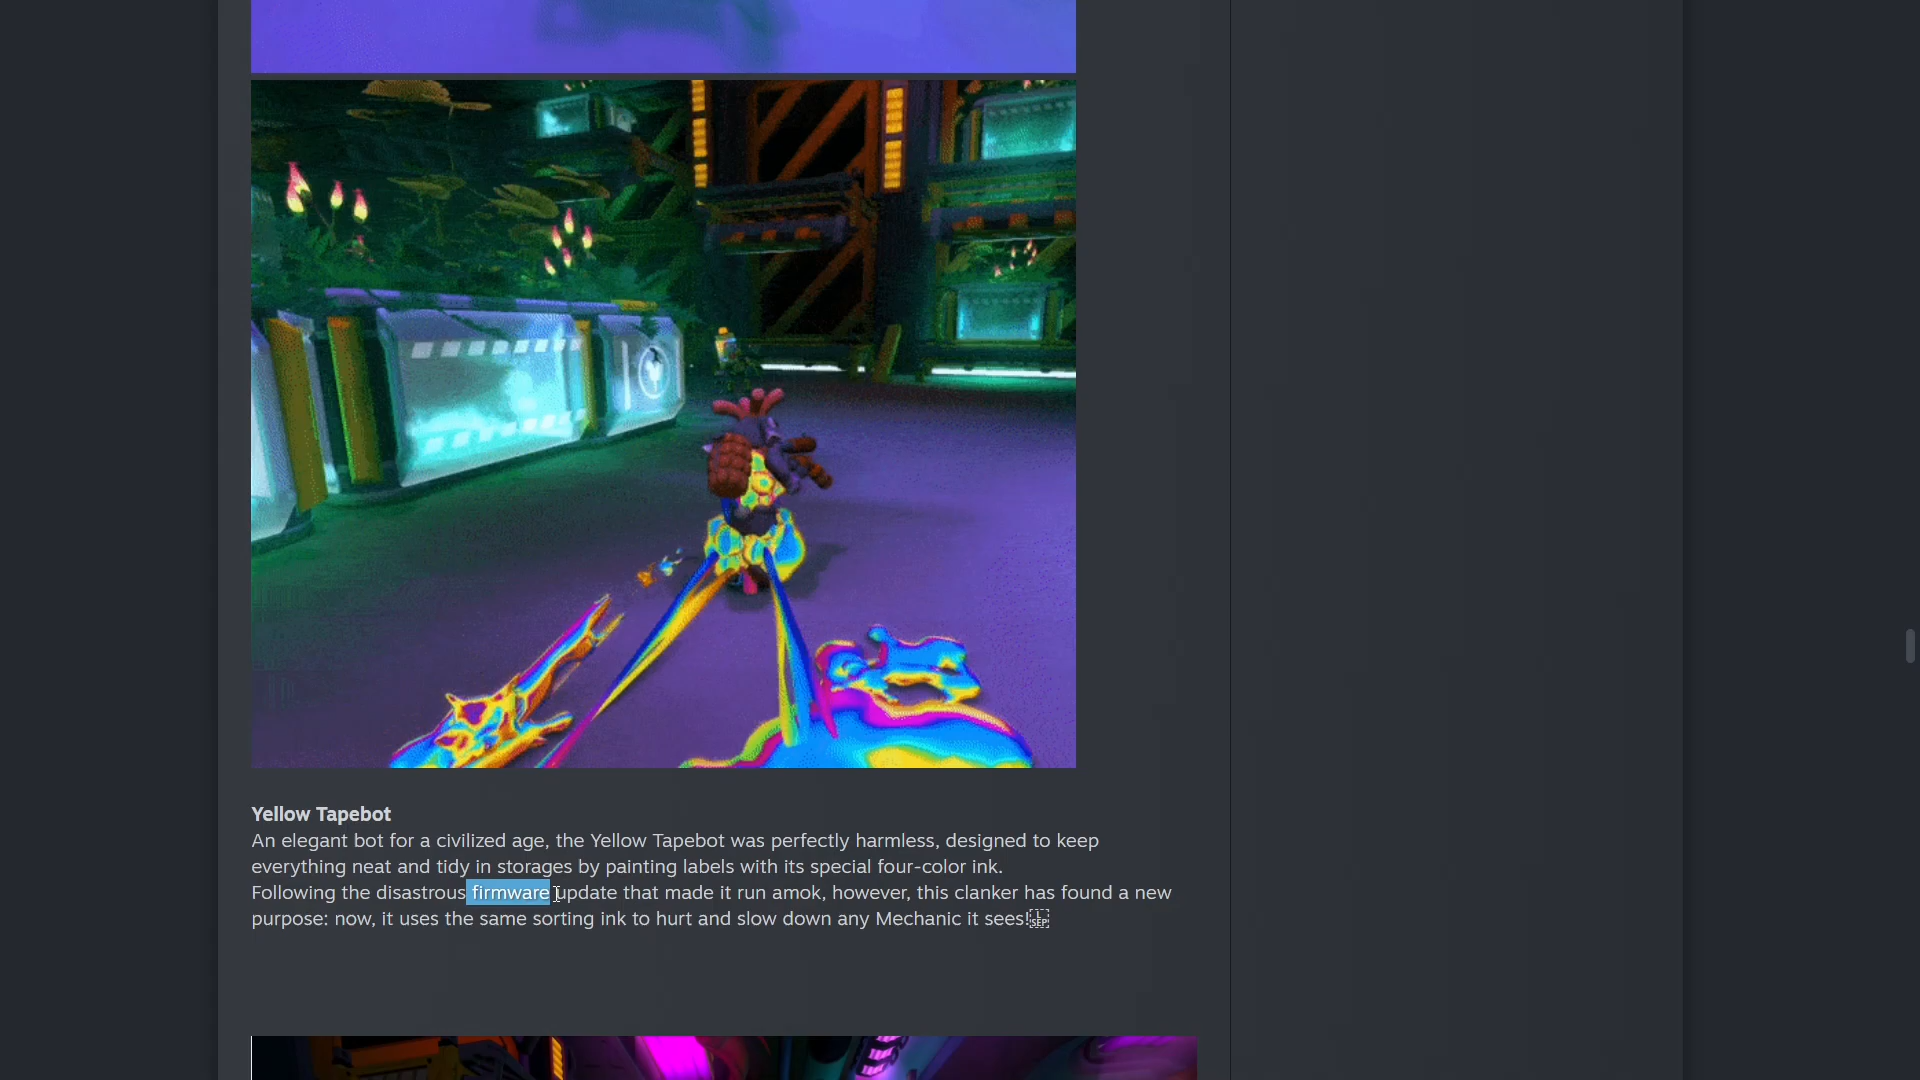 Yellow Tapebot
An elegant bot for a civilized age, the Yellow Tapebot was perfectly harmless, designed to keep
everything neat and tidy in storages by painting labels with its special four-color ink.
Following the disastrous firmware update that made it run amok, however, this clanker has found a new
purpose: now, it uses the same sorting ink to hurt and slow down any Mechanic it sees!